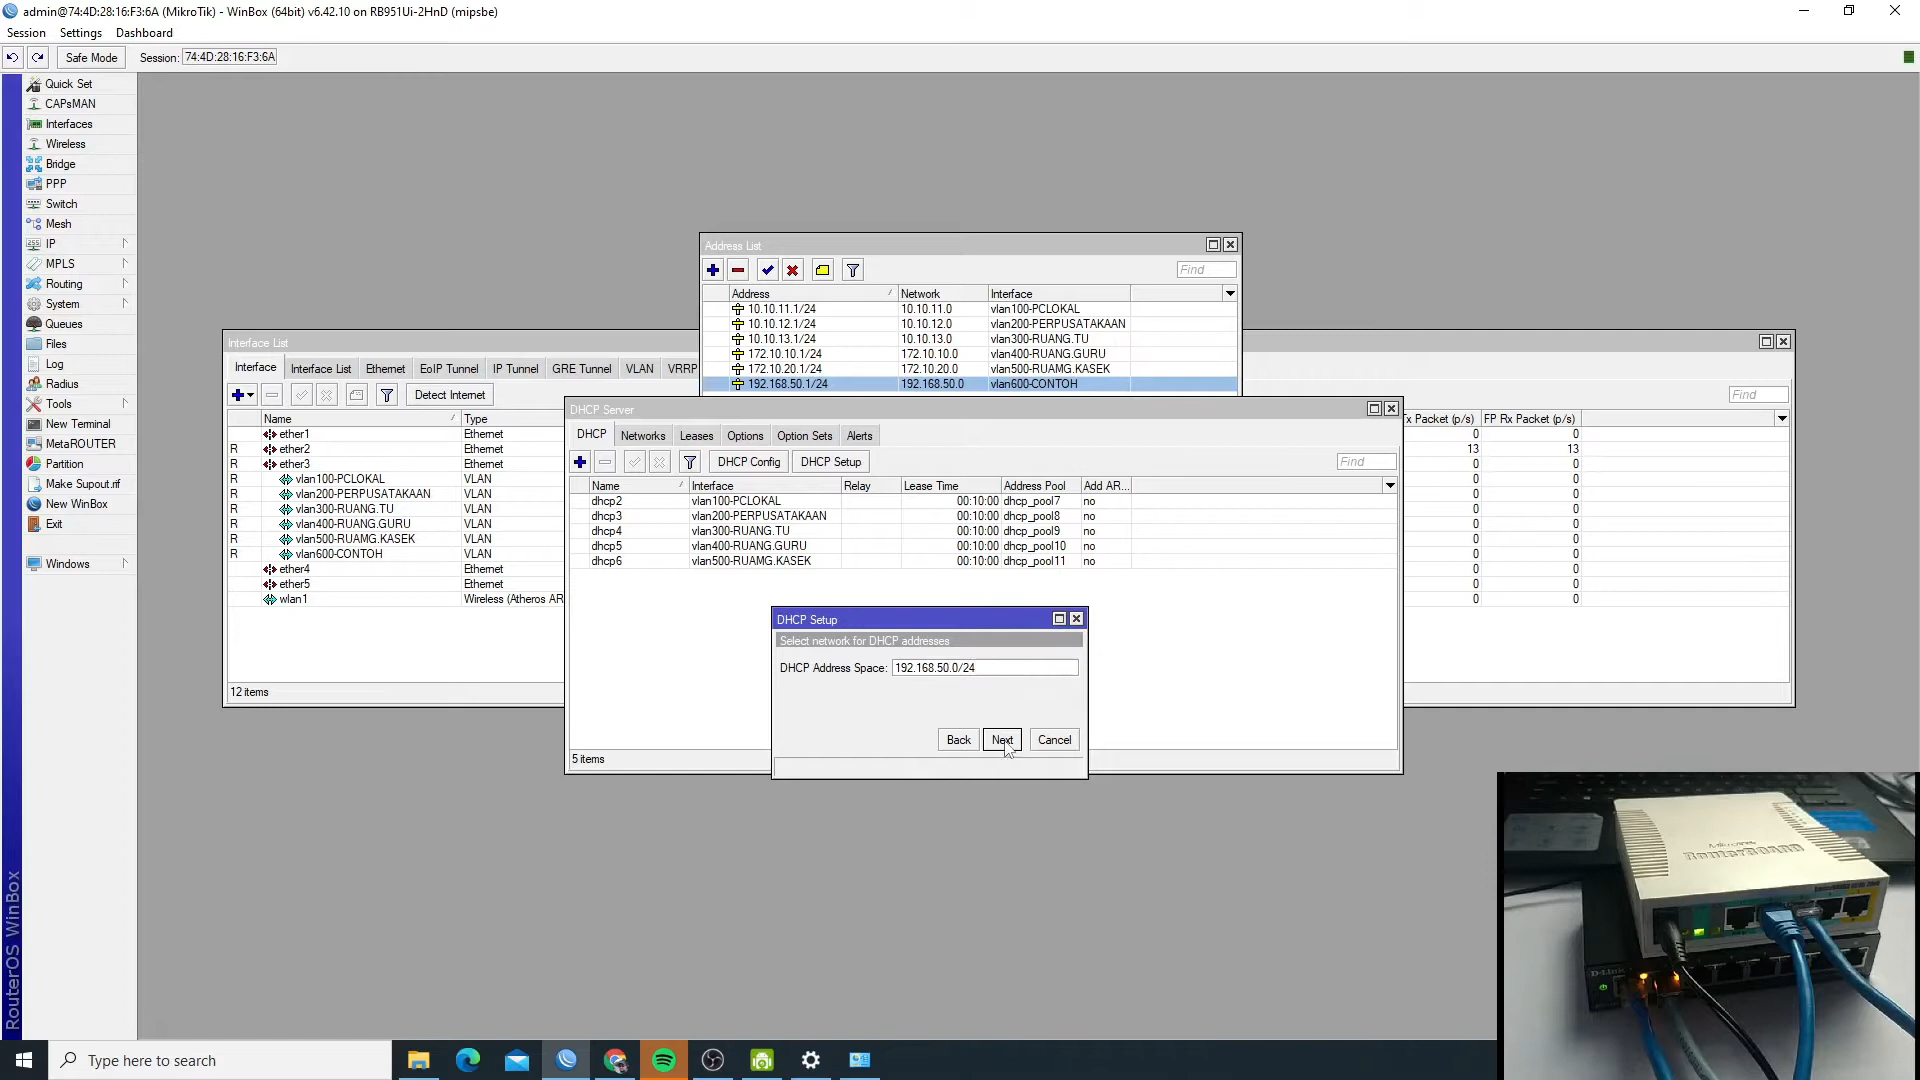 admin@74:4D:28:16:F3:6A (MikroTik) - WinBox (64bit) v6.42.10 on RB951Ui-2HnD (mipsbe)
Session Settings Dashboard
Safe Mode Session: 74:4D:28:16:F3:6A
Quick Set
CAPsMAN
Interfaces
Wireless
Bridge
PPP
Switch
Mesh
IP
MPLS
Routing
System
Queues
Files
Log
Radius
Tools
New Terminal
MetaROUTER
Partition
Make Supout.rif
New WinBox
Exit
Windows
RouterOS WinBox
Address List
Find
Address Network Interface
10.10.11.1/24 10.10.11.0 vlan100-PCLOKAL
10.10.12.1/24 10.10.12.0 vlan200-PERPUSATAKAAN
10.10.13.1/24 10.10.13.0 vlan300-RUANG.TU
172.10.10.1/24 172.10.10.0 vlan400-RUANG.GURU
172.10.20.1/24 172.10.20.0 vlan500-RUAMG.KASEK
192.168.50.1/24 192.168.50.0 vlan600-CONTOH
Interface List
Interface Interface List Ethernet EoIP Tunnel IP Tunnel GRE Tunnel VLAN VRRP
Detect Internet
Find
Name Type
x Packet (p/s) FP Rx Packet (p/s)
ether1 Ethernet 0 0
R ether2 Ethernet 13 13
R ether3 Ethernet 0 0
R vlan100-PCLOKAL VLAN 0 0
R vlan200-PERPUSATAKAAN VLAN 0 0
R vlan300-RUANG.TU VLAN 0 0
R vlan400-RUANG.GURU VLAN 0 0
R vlan500-RUAMG.KASEK VLAN 0 0
R vlan600-CONTOH VLAN 0 0
ether4 Ethernet 0 0
ether5 Ethernet 0 0
wlan1 Wireless (Atheros AR 0 0
12 items
DHCP Server
DHCP Networks Leases Options Option Sets Alerts
DHCP Config DHCP Setup
Find
Name Interface Relay Lease Time Address Pool Add AR...
dhcp2 vlan100-PCLOKAL 00:10:00 dhcp_pool7 no
dhcp3 vlan200-PERPUSATAKAAN 00:10:00 dhcp_pool8 no
dhcp4 vlan300-RUANG.TU 00:10:00 dhcp_pool9 no
dhcp5 vlan400-RUANG.GURU 00:10:00 dhcp_pool10 no
dhcp6 vlan500-RUAMG.KASEK 00:10:00 dhcp_pool11 no
5 items
DHCP Setup
Select network for DHCP addresses
DHCP Address Space: 192.168.50.0/24
Back Next Cancel
RouterBOARD
D-Link
Type here to search